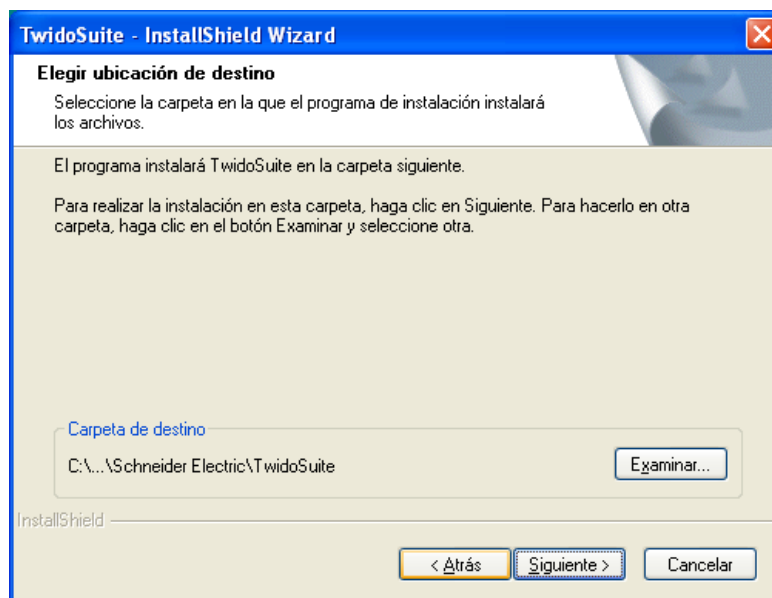 TwidoSuite - InstallShield Wizard
Elegir ubicación de destino
Seleccione la carpeta en la que el programa de instalación instalará
los archivos.
El programa instalará TwidoSuite en la carpeta siguiente.
Para realizar la instalación en esta carpeta, haga clic en Siguiente. Para hacerlo en otra
carpeta, haga clic en el botón Examinar y seleccione otra.
Carpeta de destino
C:\...\Schneider Electric\TwidoSuite
Examinar...
InstallShield
< Atrás
Siguiente >
Cancelar